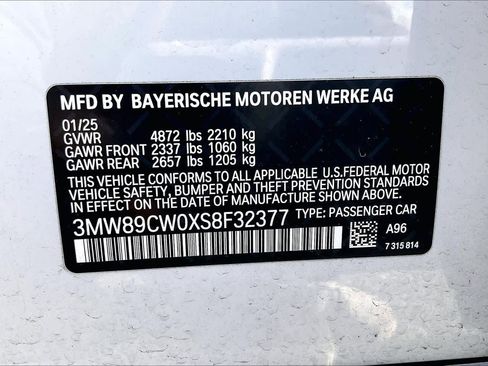 MFD BY BAYERISCHE MOTOREN WERKE AG
01/25
GVWR 4872 lbs 2210 kg
GAWR FRONT 2337 lbs 1060 kg
GAWR REAR 2657 lbs 1205 kg
THIS VEHICLE CONFORMS TO ALL APPLICABLE U.S.FEDERAL MOTOR
VEHICLE SAFETY, BUMPER AND THEFT PREVENTION STANDARDS
IN EFFECT ON THE DATE OF MANUFACTURE SHOWN ABOVE.
3MW89CW0XS8F32377 TYPE: PASSENGER CAR
A96
7 315 814